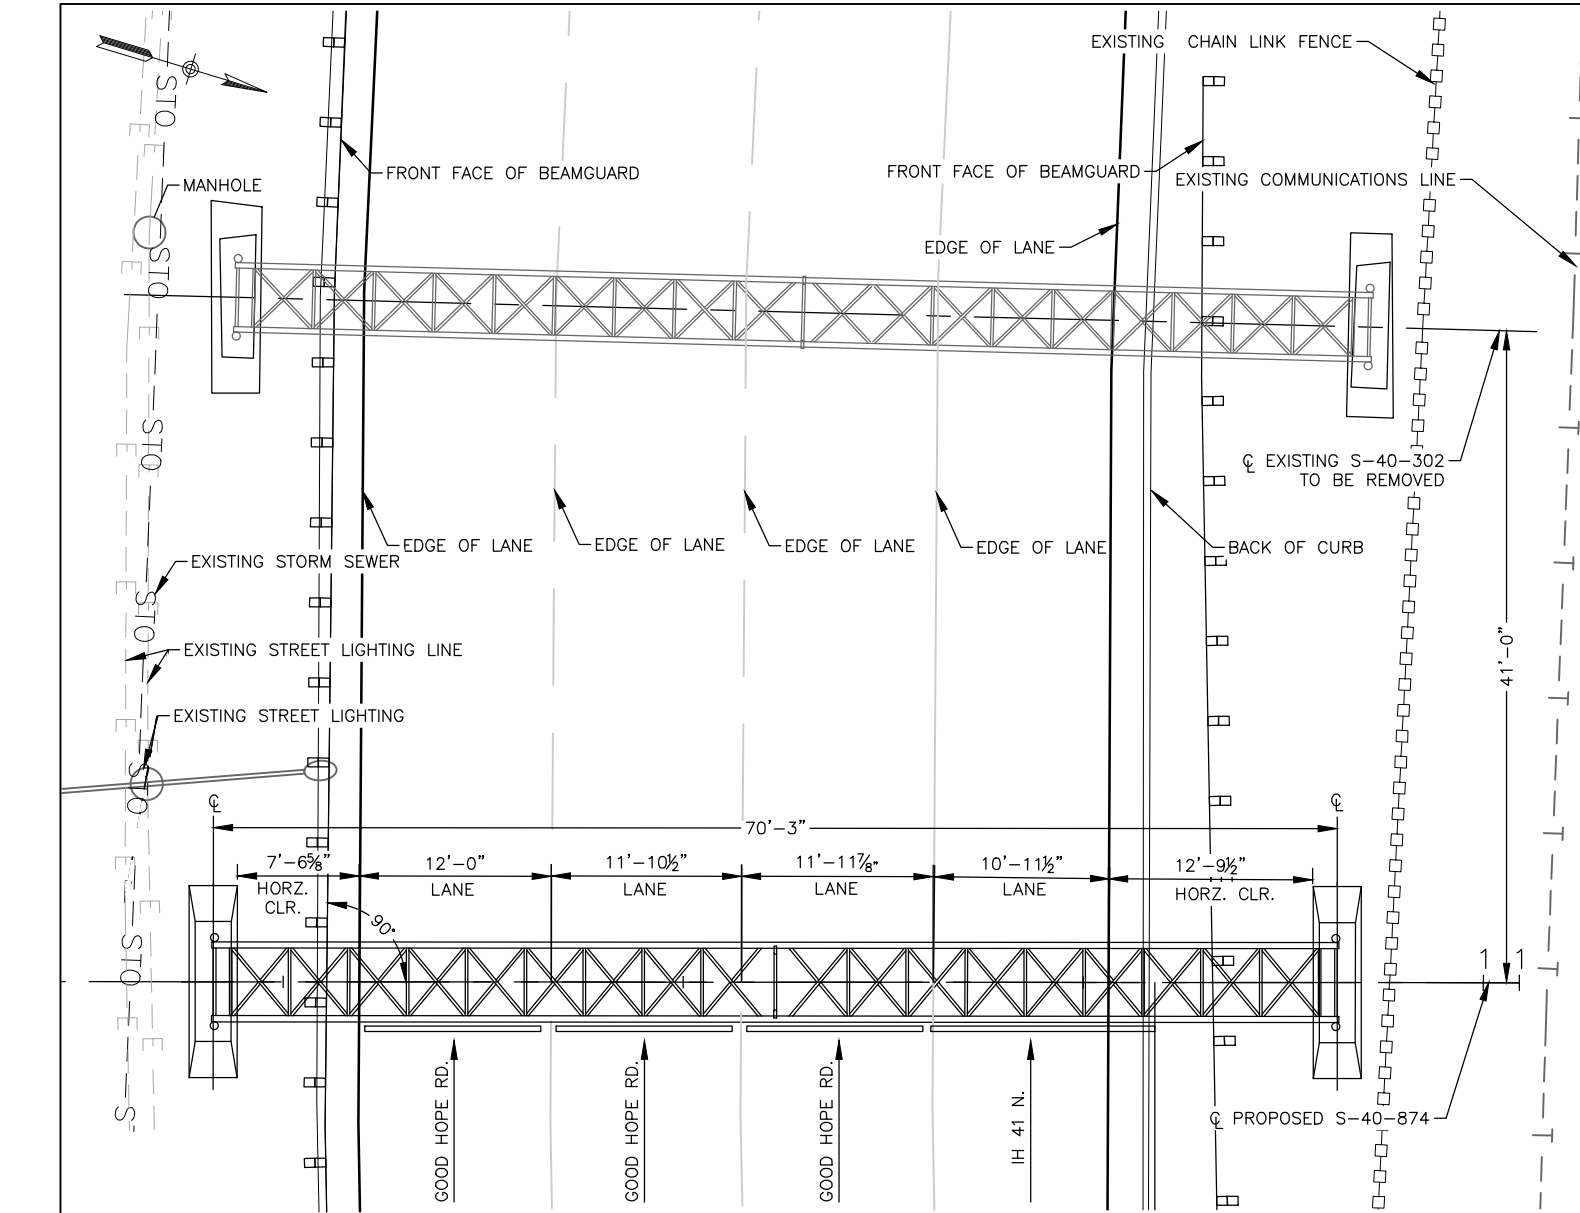 EXISTING CHAIN LINK FENCE
STO
FRONT FACE OF BEAMGUARD
FRONT FACE OF BEAMGUARD
EXISTING COMMUNICATIONS LINE
MANHOLE
EDGE OF LANE
STO
STO
℄ EXISTING S-40-302
TO BE REMOVED
EDGE OF LANE
EDGE OF LANE
EDGE OF LANE
EDGE OF LANE
BACK OF CURB
EXISTING STORM SEWER
STO
EXISTING STREET LIGHTING LINE
41'-0"
EXISTING STREET LIGHTING
STO
℄
℄
70'-3"
7'-6⅝"
HORZ.
CLR.
12'-0"
LANE
11'-10½"
LANE
11'-11⅞"
LANE
10'-11½"
LANE
12'-9½"
HORZ. CLR.
90°
STO
1 1
GOOD HOPE RD.
GOOD HOPE RD.
GOOD HOPE RD.
IH 41 N.
℄ PROPOSED S-40-874
S